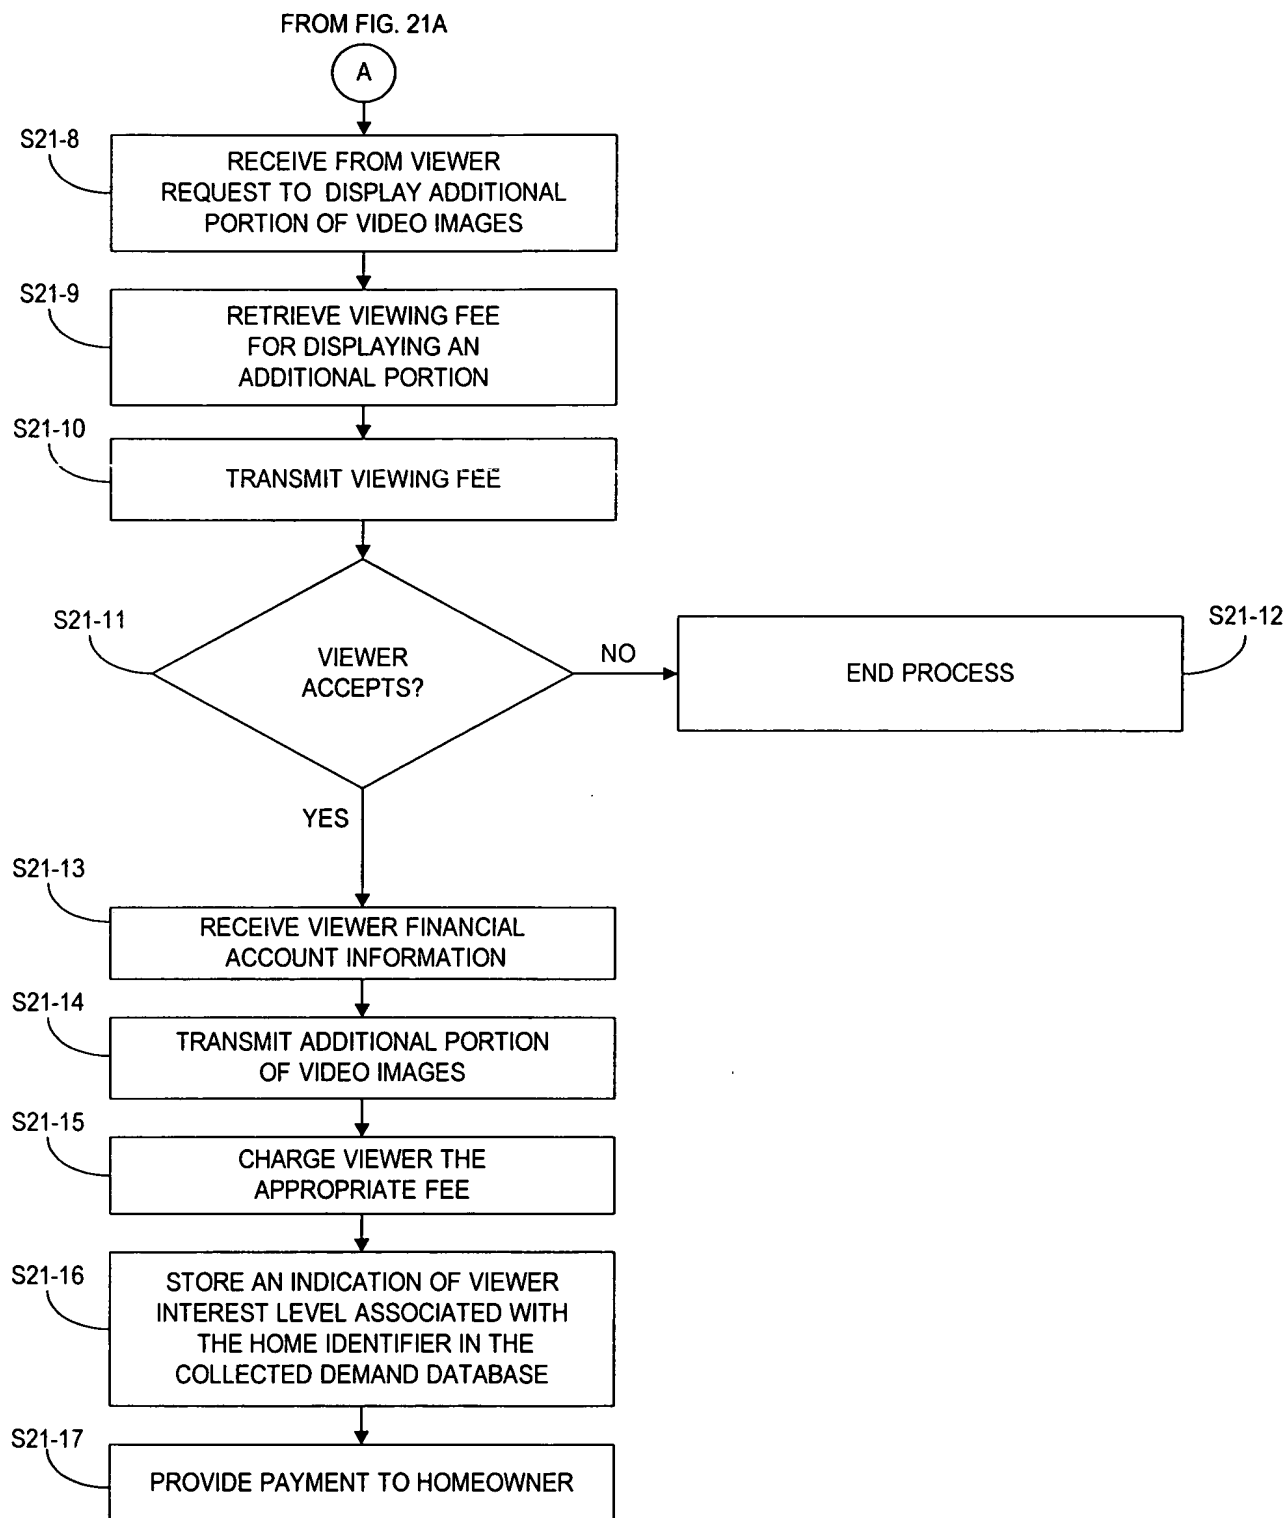 FROM FIG. 21A
A
S21-8
RECEIVE FROM VIEWER
REQUEST TO DISPLAY ADDITIONAL
PORTION OF VIDEO IMAGES
S21-9
RETRIEVE VIEWING FEE
FOR DISPLAYING AN
ADDITIONAL PORTION
S21-10
TRANSMIT VIEWING FEE
S21-11
VIEWER
ACCEPTS?
NO
END PROCESS
S21-12
YES
S21-13
RECEIVE VIEWER FINANCIAL
ACCOUNT INFORMATION
S21-14
TRANSMIT ADDITIONAL PORTION
OF VIDEO IMAGES
S21-15
CHARGE VIEWER THE
APPROPRIATE FEE
S21-16
STORE AN INDICATION OF VIEWER
INTEREST LEVEL ASSOCIATED WITH
THE HOME IDENTIFIER IN THE
COLLECTED DEMAND DATABASE
S21-17
PROVIDE PAYMENT TO HOMEOWNER